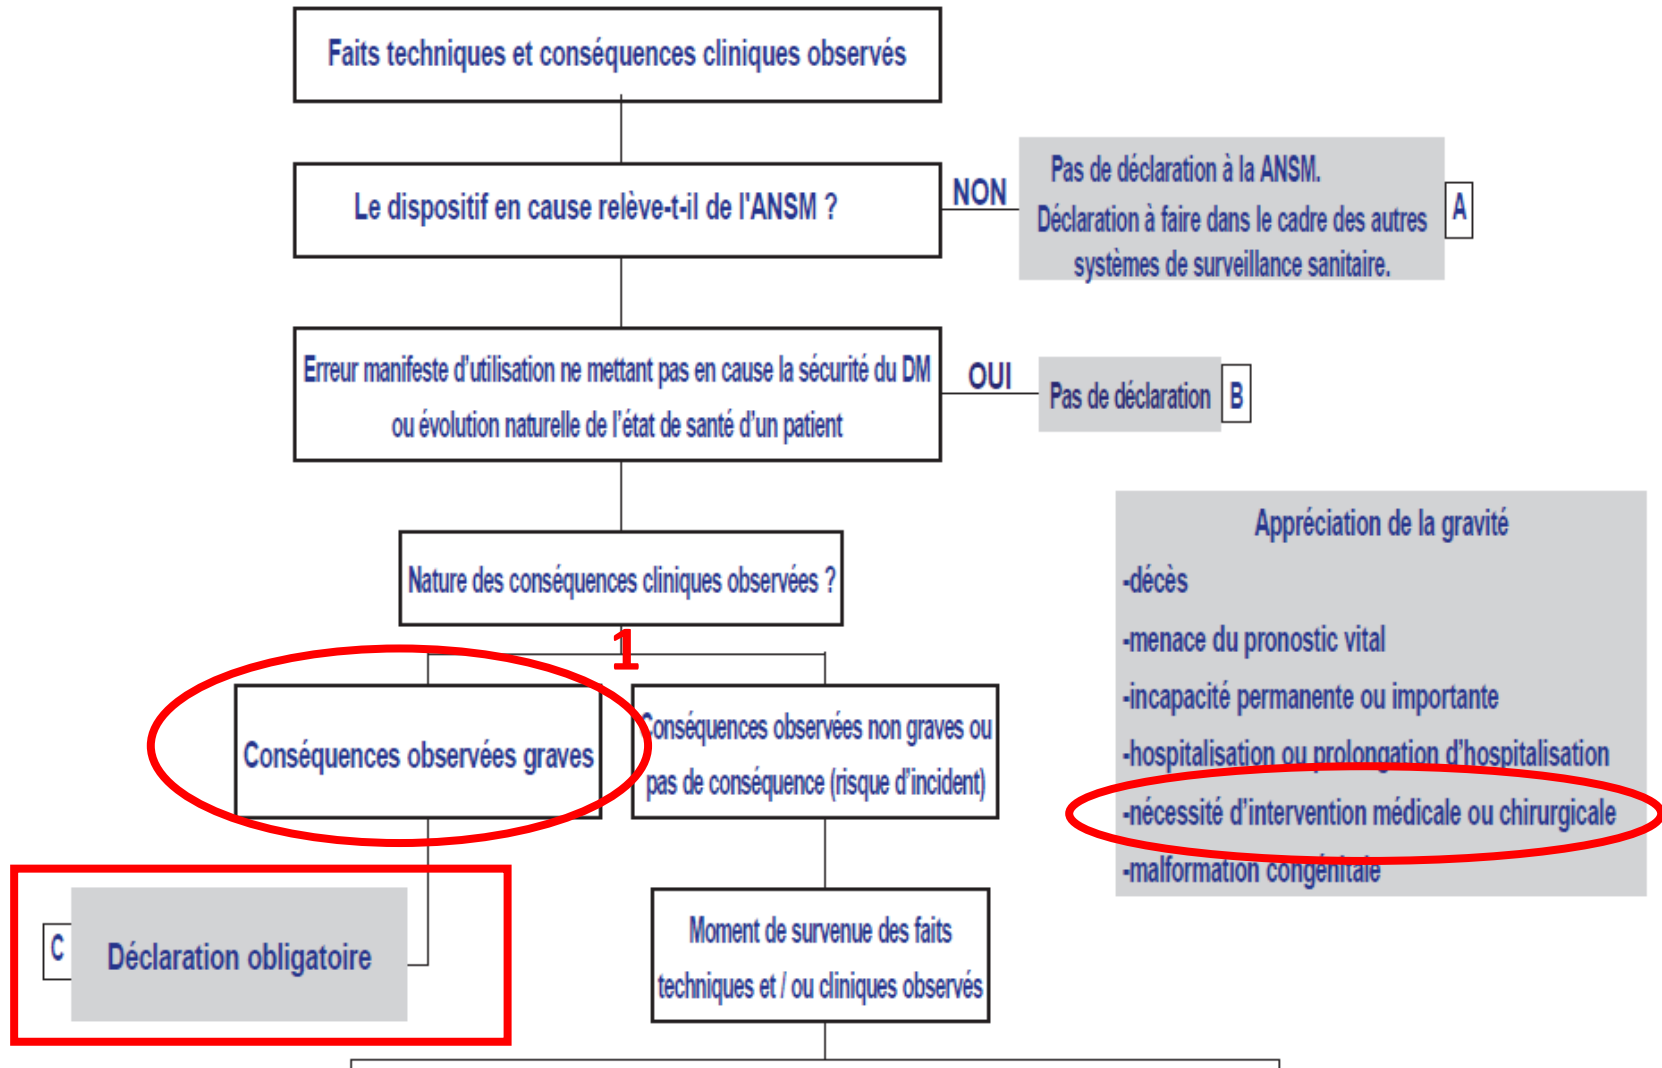 Faits techniques et conséquences cliniques observés
Le dispositif en cause relève-t-il de l'ANSM ?
NON
Pas de déclaration à la ANSM.
Déclaration à faire dans le cadre des autres
systèmes de surveillance sanitaire.
A
Erreur manifeste d’utilisation ne mettant pas en cause la sécurité du DM
ou évolution naturelle de l’état de santé d’un patient
OUI
Pas de déclaration
B
Nature des conséquences cliniques observées ?
1
Conséquences observées graves
Conséquences observées non graves ou
pas de conséquence (risque d’incident)
Appréciation de la gravité
-décès
-menace du pronostic vital
-incapacité permanente ou importante
-hospitalisation ou prolongation d’hospitalisation
-nécessité d’intervention médicale ou chirurgicale
-malformation congénitale
C
Déclaration obligatoire
Moment de survenue des faits
techniques et / ou cliniques observés